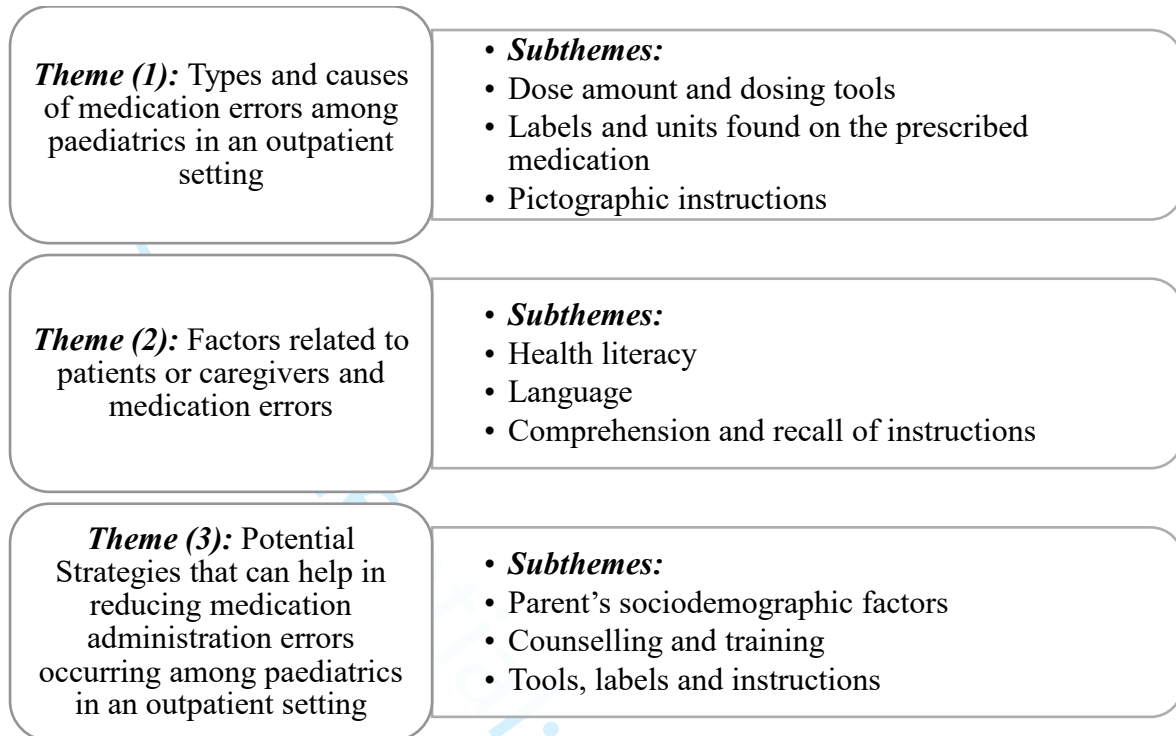 Theme (1): Types and causes
of medication errors among
paediatrics in an outpatient
setting
• Subthemes:
• Dose amount and dosing tools
• Labels and units found on the prescribed
medication
• Pictographic instructions
Theme (2): Factors related to
patients or caregivers and
medication errors
• Subthemes:
• Health literacy
• Language
• Comprehension and recall of instructions
Theme (3): Potential
Strategies that can help in
reducing medication
administration errors
occurring among paediatrics
in an outpatient setting
• Subthemes:
• Parent's sociodemographic factors
• Counselling and training
• Tools, labels and instructions